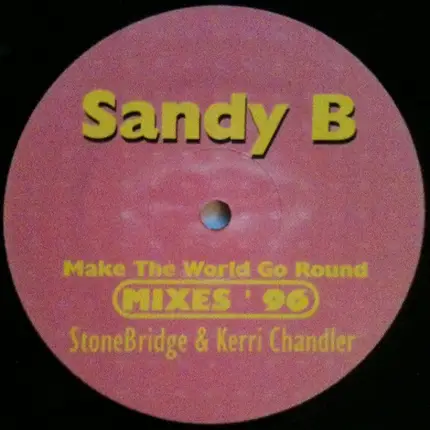 Sandy B
Make The World Go Round
MIXES ' 96
StoneBridge & Kerri Chandler